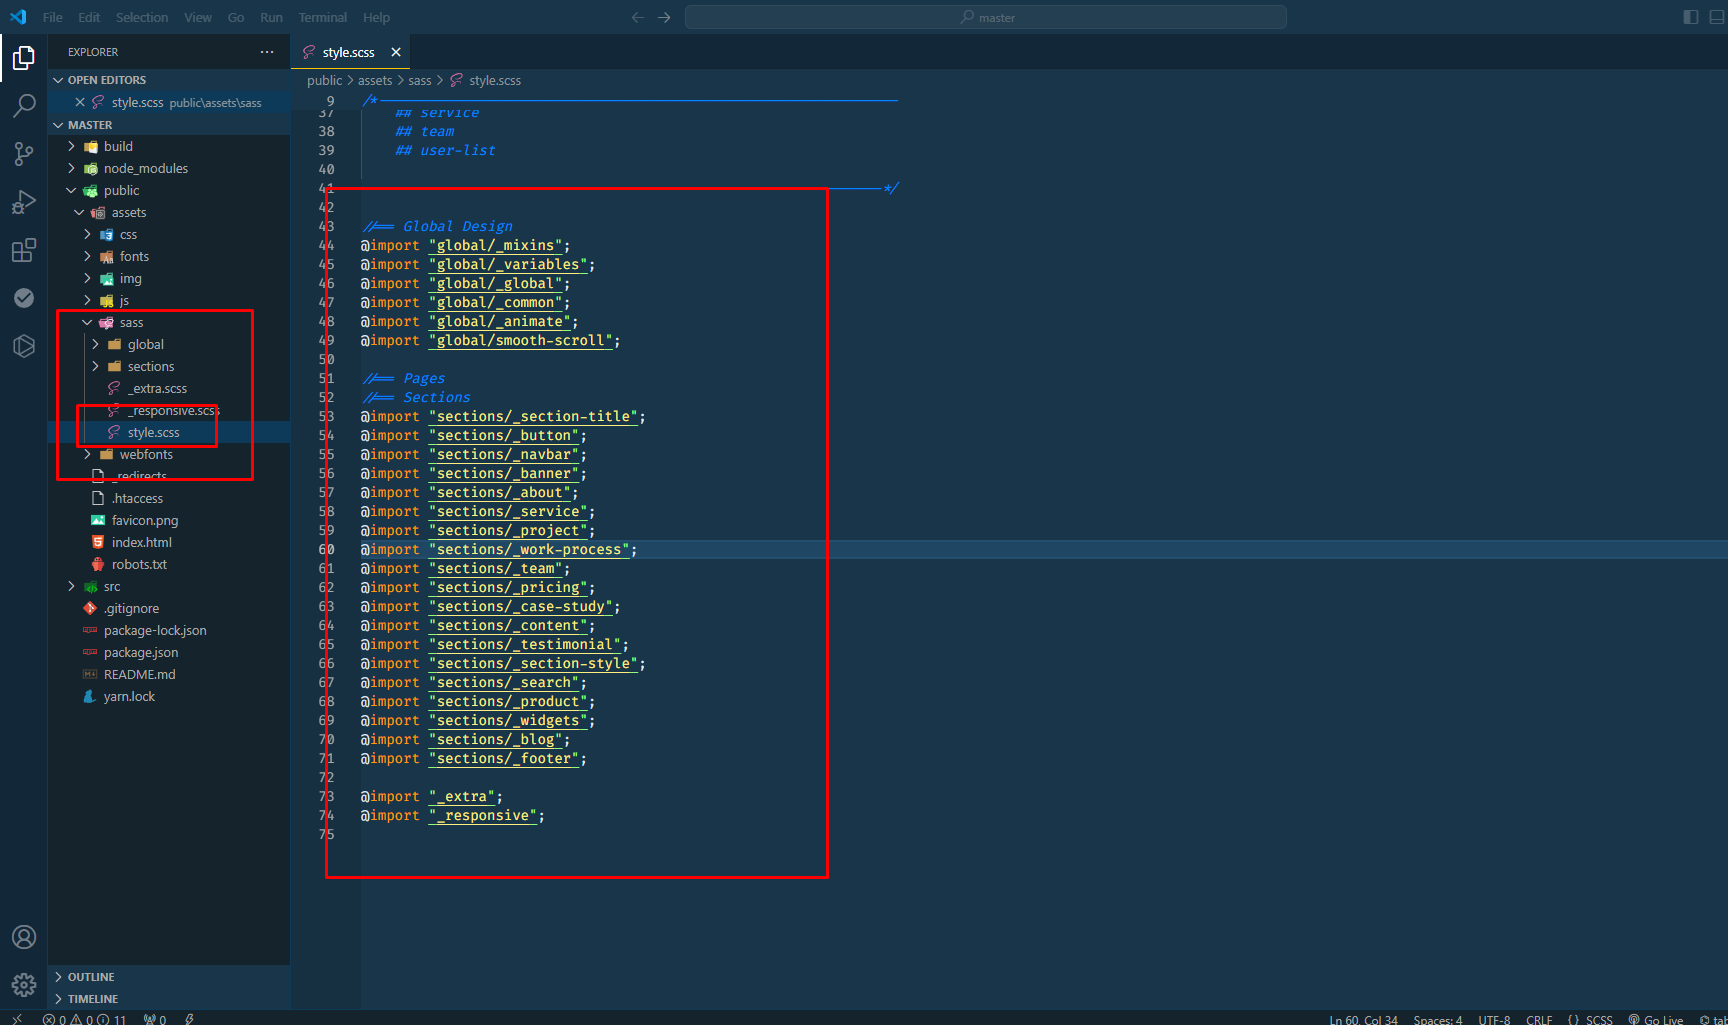 File Edit Selection View Go Run Terminal Help
master
EXPLORER
OPEN EDITORS
style.scss public\assets\sass
MASTER
build
node_modules
public
assets
css
fonts
img
js
sass
global
sections
_extra.scss
_responsive.scss
style.scss
webfonts
_redirects
.htaccess
favicon.png
index.html
robots.txt
src
.gitignore
package-lock.json
package.json
README.md
yarn.lock
OUTLINE
TIMELINE
style.scss
public > assets > sass > style.scss
9 /*
37 ## service
38 ## team
39 ## user-list
40
41 */
42
43 //=== Global Design
44 @import "global/_mixins";
45 @import "global/_variables";
46 @import "global/_global";
47 @import "global/_common";
48 @import "global/_animate";
49 @import "global/smooth-scroll";
50
51 //=== Pages
52 //=== Sections
53 @import "sections/_section-title";
54 @import "sections/_button";
55 @import "sections/_navbar";
56 @import "sections/_banner";
57 @import "sections/_about";
58 @import "sections/_service";
59 @import "sections/_project";
60 @import "sections/_work-process";
61 @import "sections/_team";
62 @import "sections/_pricing";
63 @import "sections/_case-study";
64 @import "sections/_content";
65 @import "sections/_testimonial";
66 @import "sections/_section-style";
67 @import "sections/_search";
68 @import "sections/_product";
69 @import "sections/_widgets";
70 @import "sections/_blog";
71 @import "sections/_footer";
72
73 @import "_extra";
74 @import "_responsive";
75
0 0 11 0
Ln 60, Col 34 Spaces: 4 UTF-8 CRLF {} SCSS Go Live tab